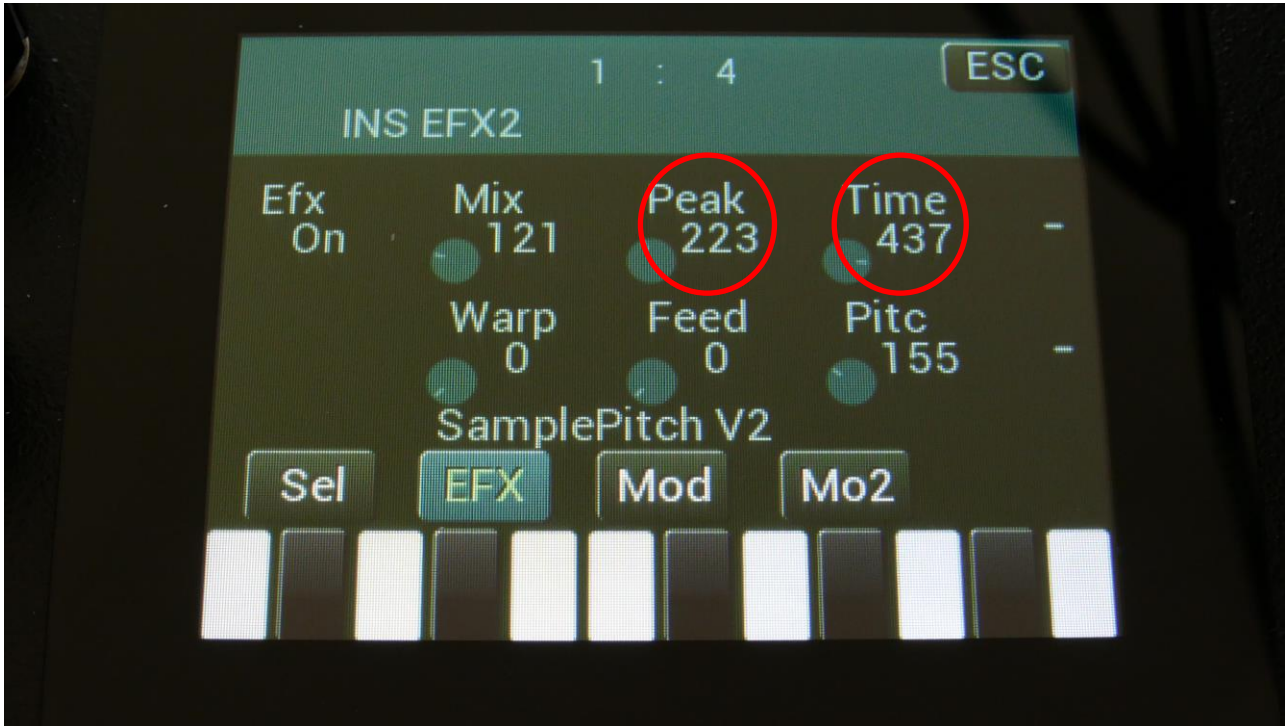 1 : 4 ESC
INS EFX2
Efx Mix Peak Time
On 121 223 437 -
Warp Feed Pitc
0 0 155 -
SamplePitch V2
Sel EFX Mod Mo2